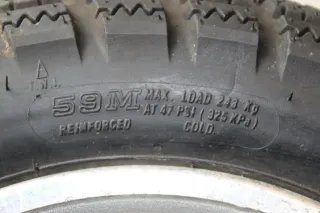 T.W.I.
59M MAX. LOAD 243 Kg
AT 47 PSI (325 KPa)
REINFORCED COLD